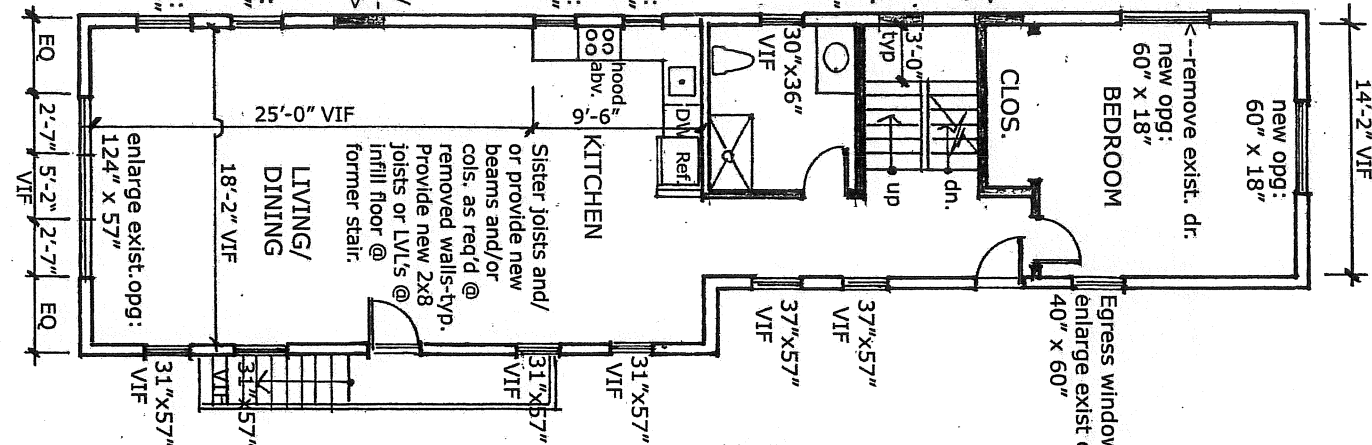 EQ
2'-7"
5'-2"
2'-7"
EQ
VIF
enlarge exist.opg:
124" x 57"
25'-0" VIF
18'-2" VIF
LIVING/
DINING
9'-6"
KITCHEN
hood
abv.
DW
Ref.
Sister joists and/
or provide new
beams and/or
cols. as req'd @
removed walls-typ.
Provide new 2x8
joists or LVL's @
infill floor @
former stair.
30"x36"
VIF
3'-0"
typ
up
dn.
CLOS.
BEDROOM
<--remove exist. dr.
new opg:
60" x 18"
new opg:
60" x 18"
14'-2" VIF
31"x57"
VIF
31"x57"
VIF
31"x57"
VIF
31"x57"
VIF
37"x57"
VIF
37"x57"
VIF
Egress window
enlarge exist
40" x 60"